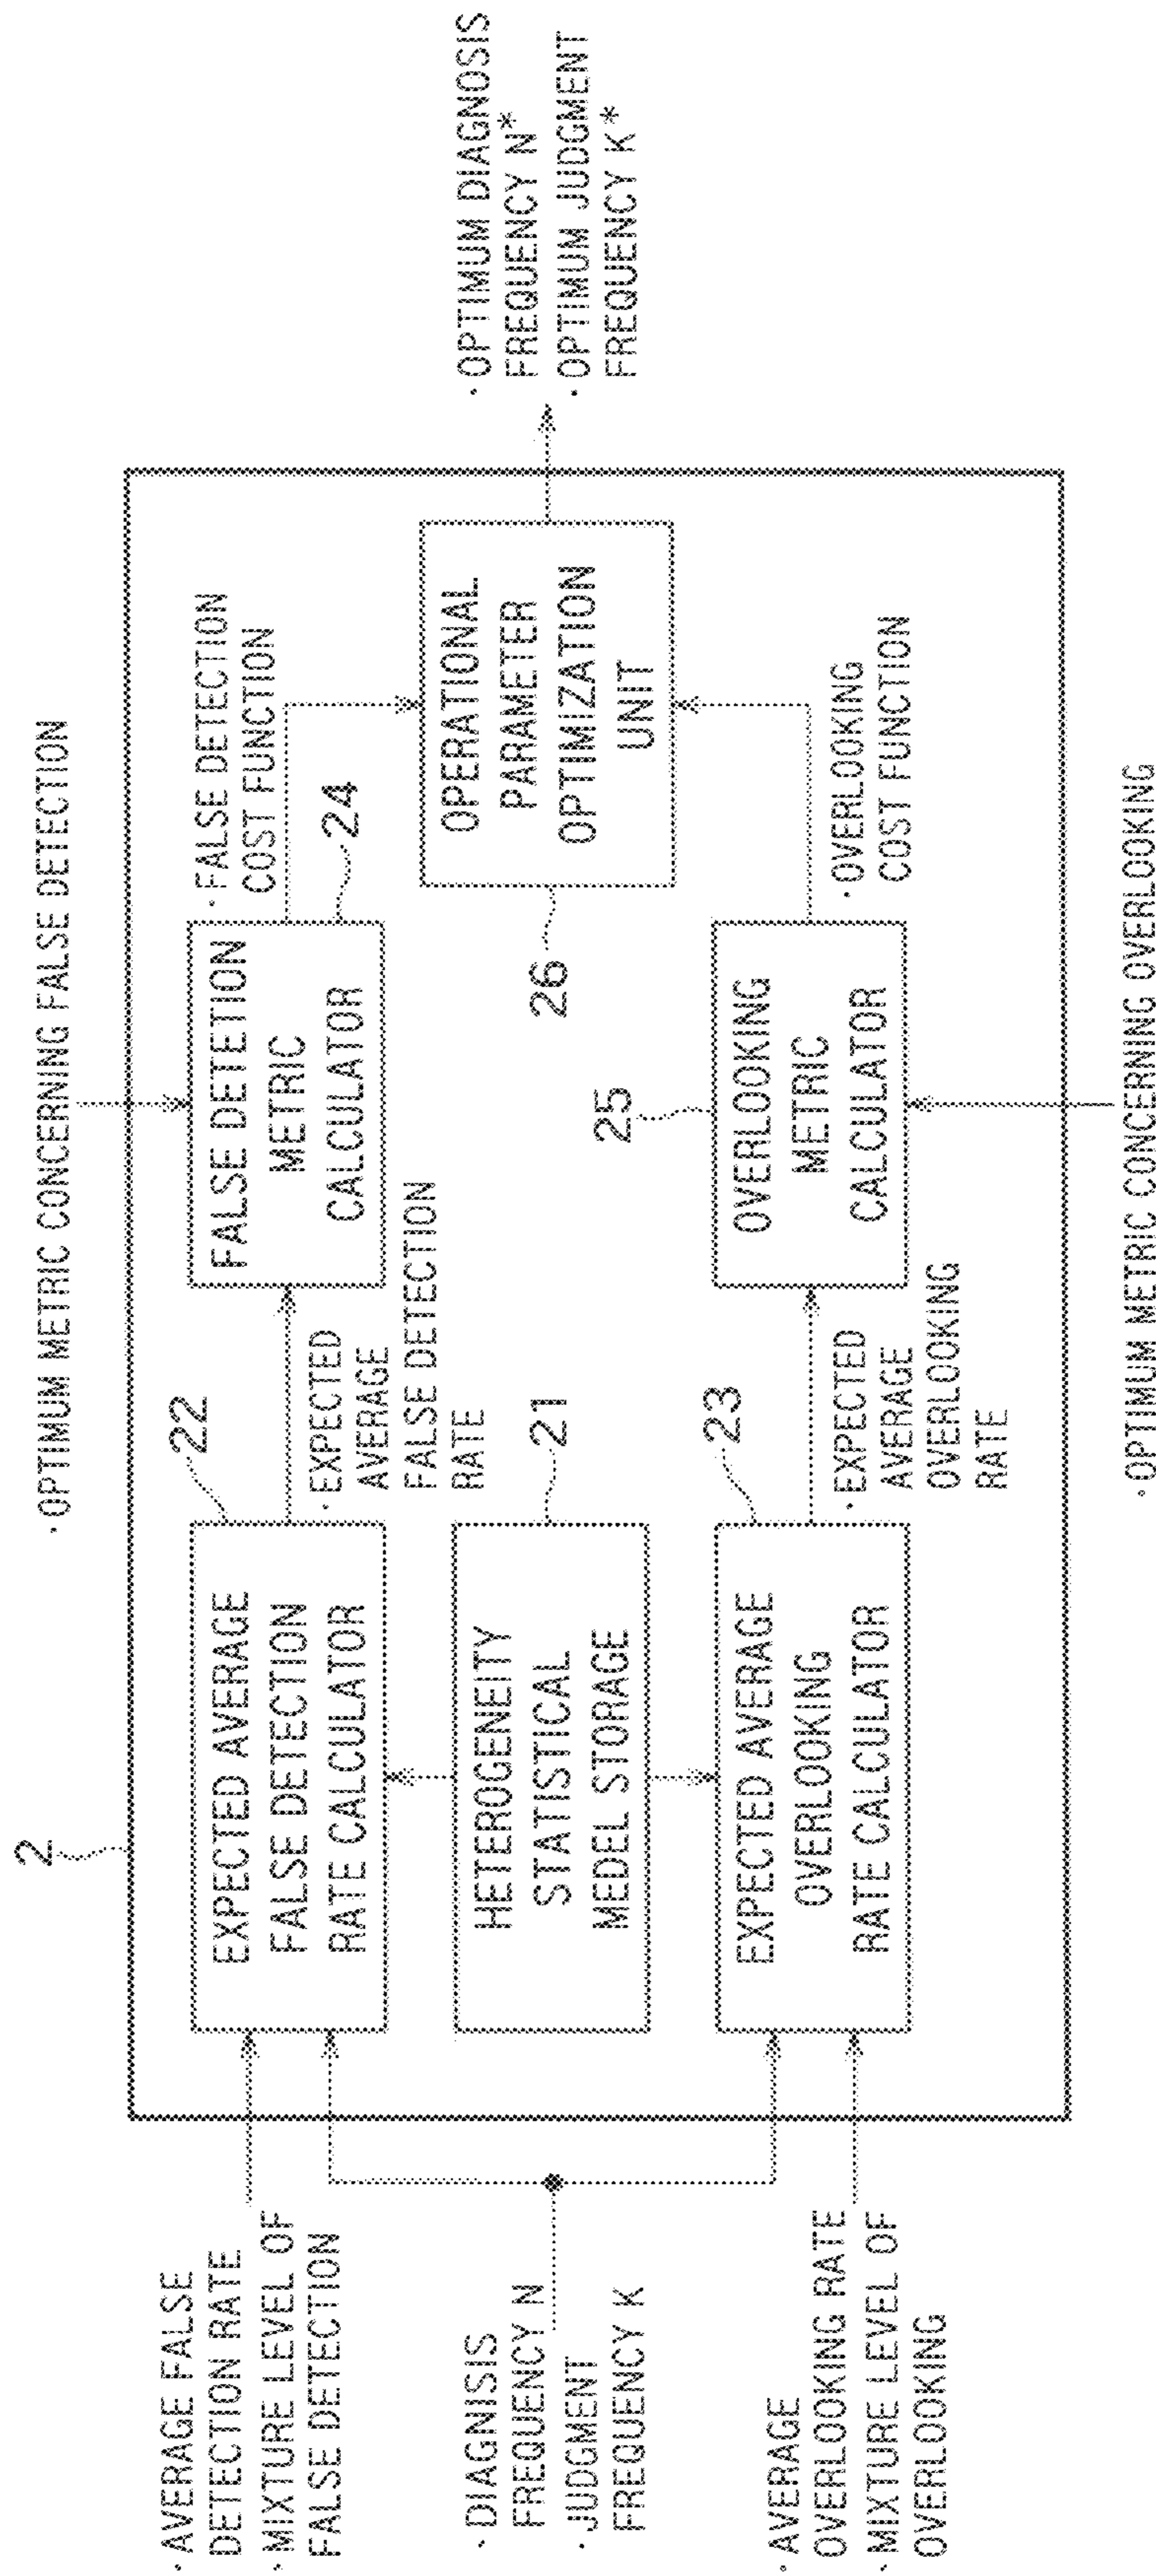 2
· AVERAGE FALSE
DETECTION RATE
· MIXTURE LEVEL OF
FALSE DETECTION
· DIAGNISIS
FREQUENCY N
· JUDGMENT
FREQUENCY K
· AVERAGE
OVERLOOKING RATE
· MIXTURE LEVEL OF
OVERLOOKING
EXPECTED AVERAGE
FALSE DETECTION
RATE CALCULATOR
22
HETEROGENEITY
STATISTICAL
MEDEL STORAGE
21
EXPECTED AVERAGE
OVERLOOKING
RATE CALCULATOR
23
· EXPECTED
AVERAGE
FALSE DETECTION
RATE
· EXPECTED
AVERAGE
OVERLOOKING
RATE
· OPTIMUM METRIC CONCERNING FALSE DETECTION
FALSE DETETION
METRIC
CALCULATOR
24
25
OVERLOOKING
METRIC
CALCULATOR
· OPTIMUM METRIC CONCERNING OVERLOOKING
· FALSE DETECTION
COST FUNCTION
26
OPERATIONAL
PARAMETER
OPTIMIZATION
UNIT
· OVERLOOKING
COST FUNCTION
· OPTIMUM DIAGNOSIS
FREQUENCY N*
· OPTIMUM JUDGMENT
FREQUENCY K*